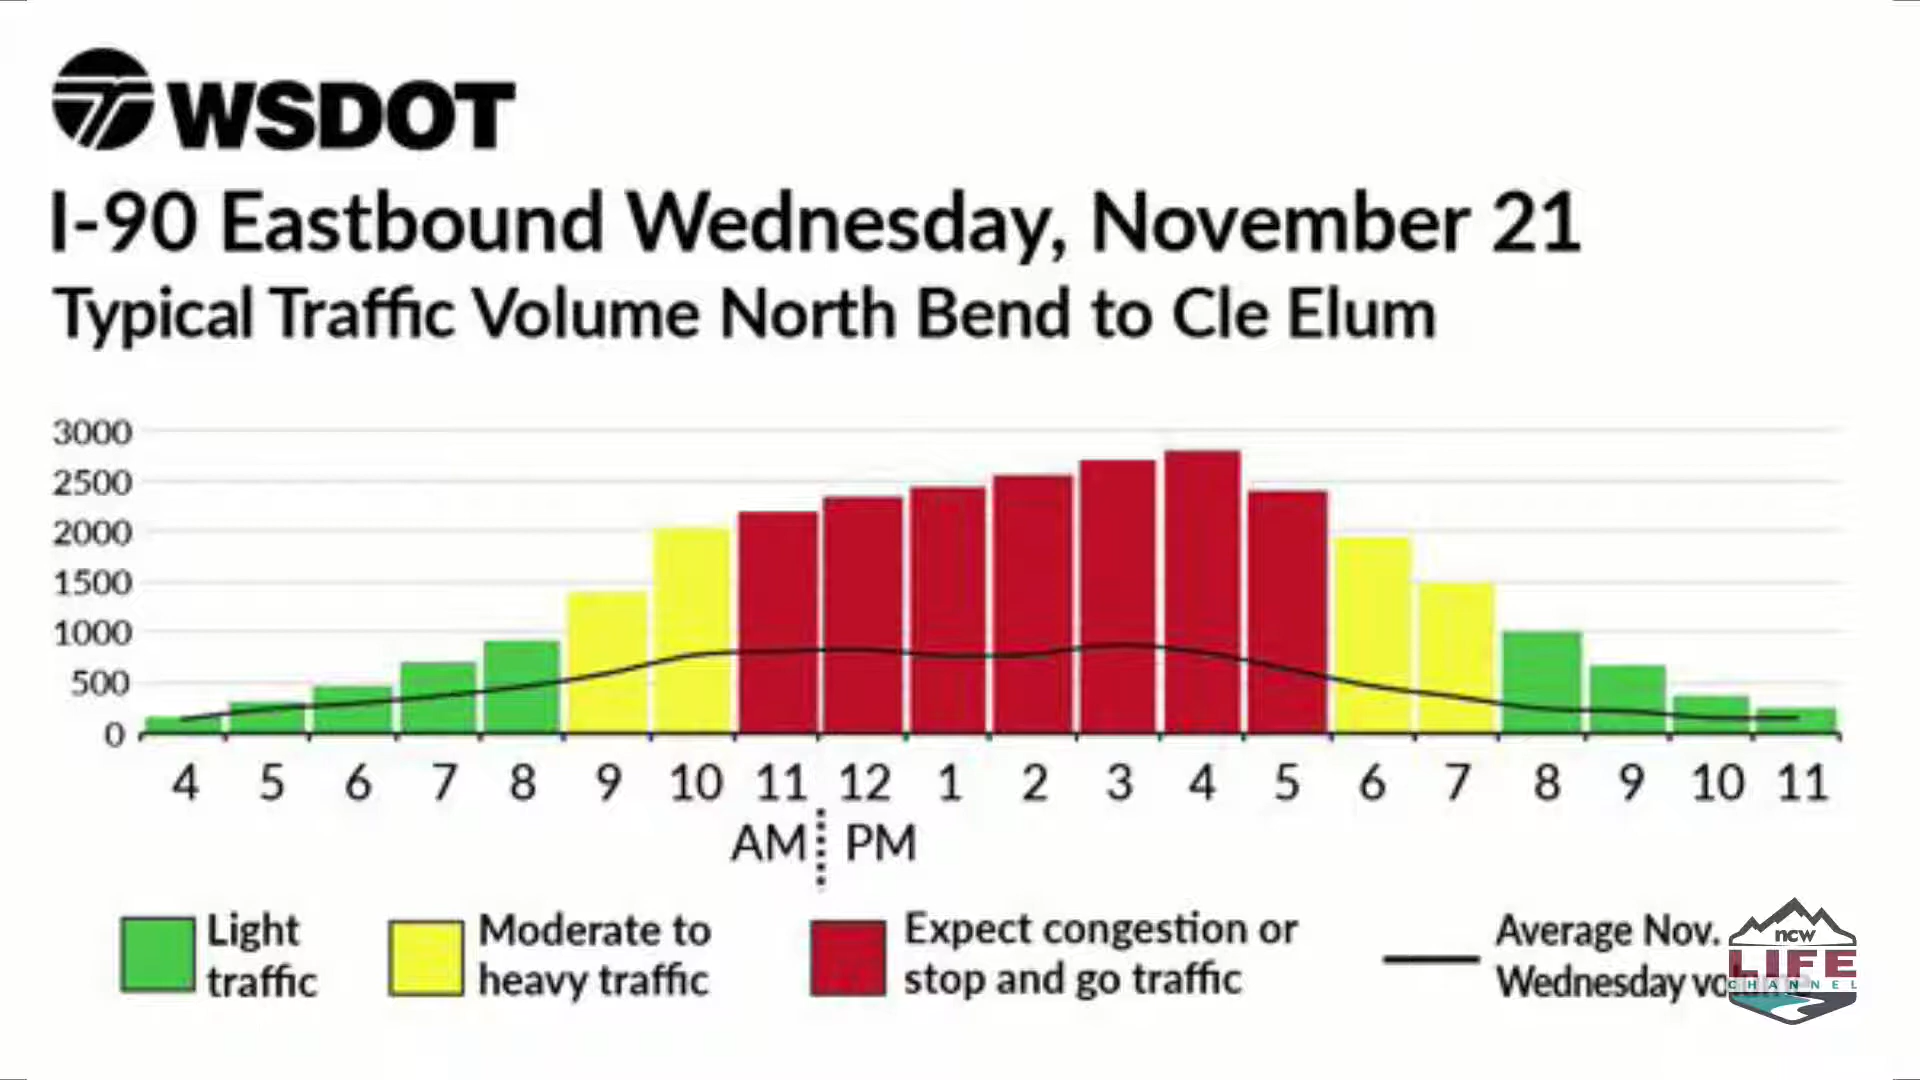 WSDOT
I-90 Eastbound Wednesday, November 21
Typical Traffic Volume North Bend to Cle Elum
3000
2500
2000
1500
1000
500
0
4 5 6 7 8 9 10 11 12 1 2 3 4 5 6 7 8 9 10 11
AM PM
Light
traffic
Moderate to
heavy traffic
Expect congestion or
stop and go traffic
Average Nov.
Wednesday
ncw
LIFE
CHANNEL